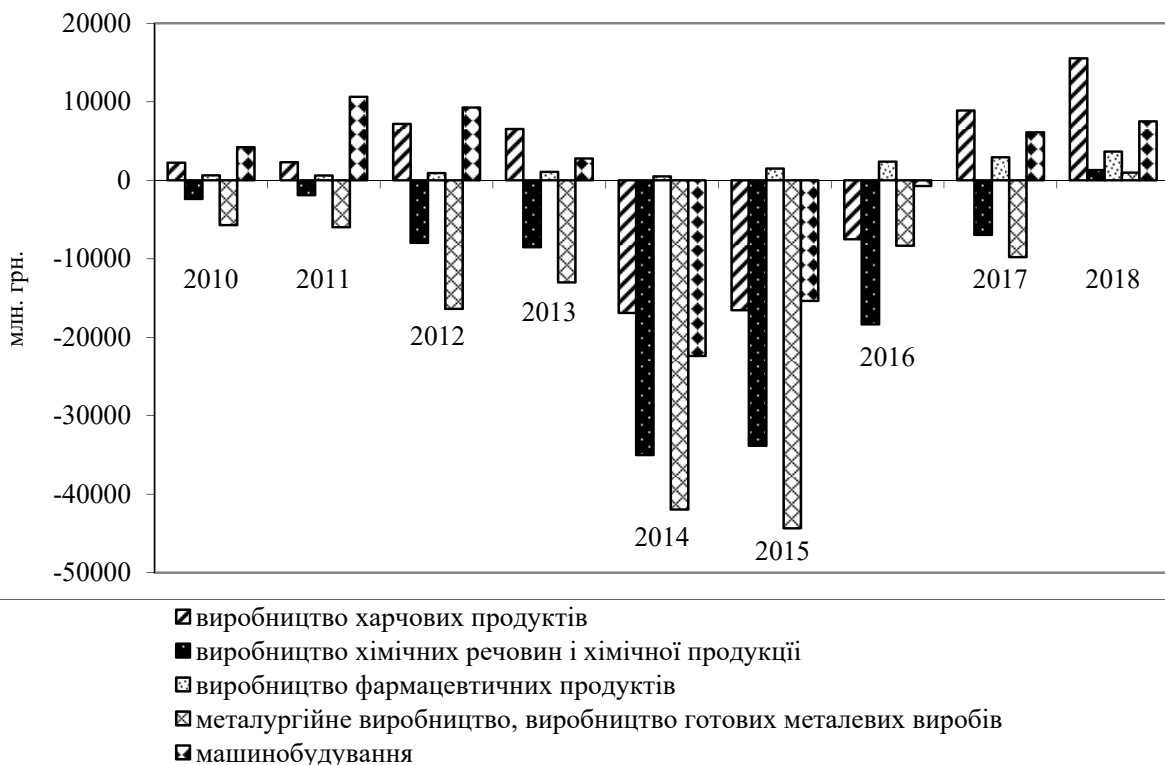 20000
10000
0
-10000
-20000
-30000
-40000
-50000
млн. грн.
2010
2011
2012
2013
2014
2015
2016
2017
2018
виробництво харчових продуктів
виробництво хімічних речовин і хімічної продукцїі
виробництво фармацевтичних продуктів
металургійне виробництво, виробництво готових металевих виробів
машинобудування